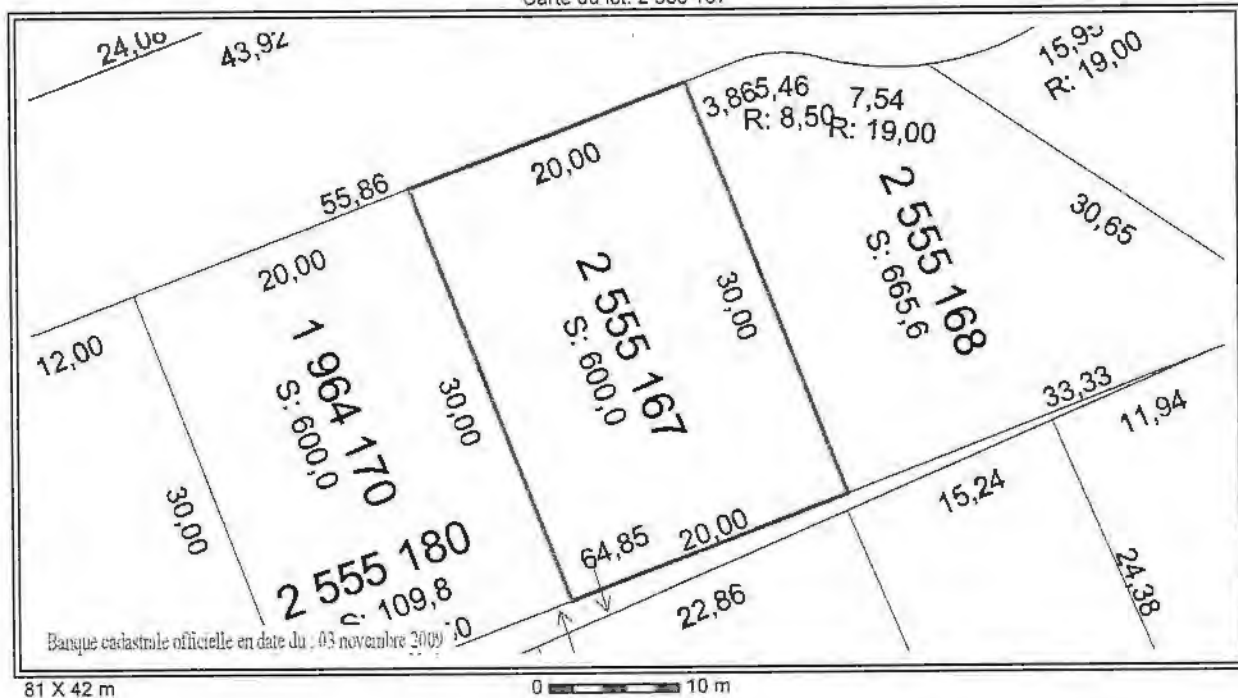 24,08
43,92
15,95
R: 19,00
3,86
5,46
R: 8,50
7,54
R: 19,00
20,00
55,86
20,00
12,00
2 555 168
S: 665,6
30,65
2 555 167
S: 600,0
30,00
1 964 170
S: 600,0
30,00
30,00
33,33
11,94
15,24
64,85
20,00
22,86
24,38
2 555 180
S: 109,8
Banque cadastrale officielle en date du : 03 novembre 2009
81 X 42 m
0
10 m